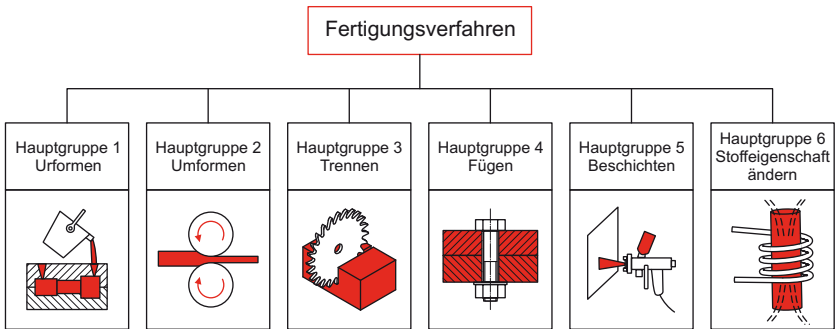 Fertigungsverfahren
Hauptgruppe 1
Urformen
Hauptgruppe 2
Umformen
Hauptgruppe 3
Trennen
Hauptgruppe 4
Fügen
Hauptgruppe 5
Beschichten
Hauptgruppe 6
Stoffeigenschaft
ändern